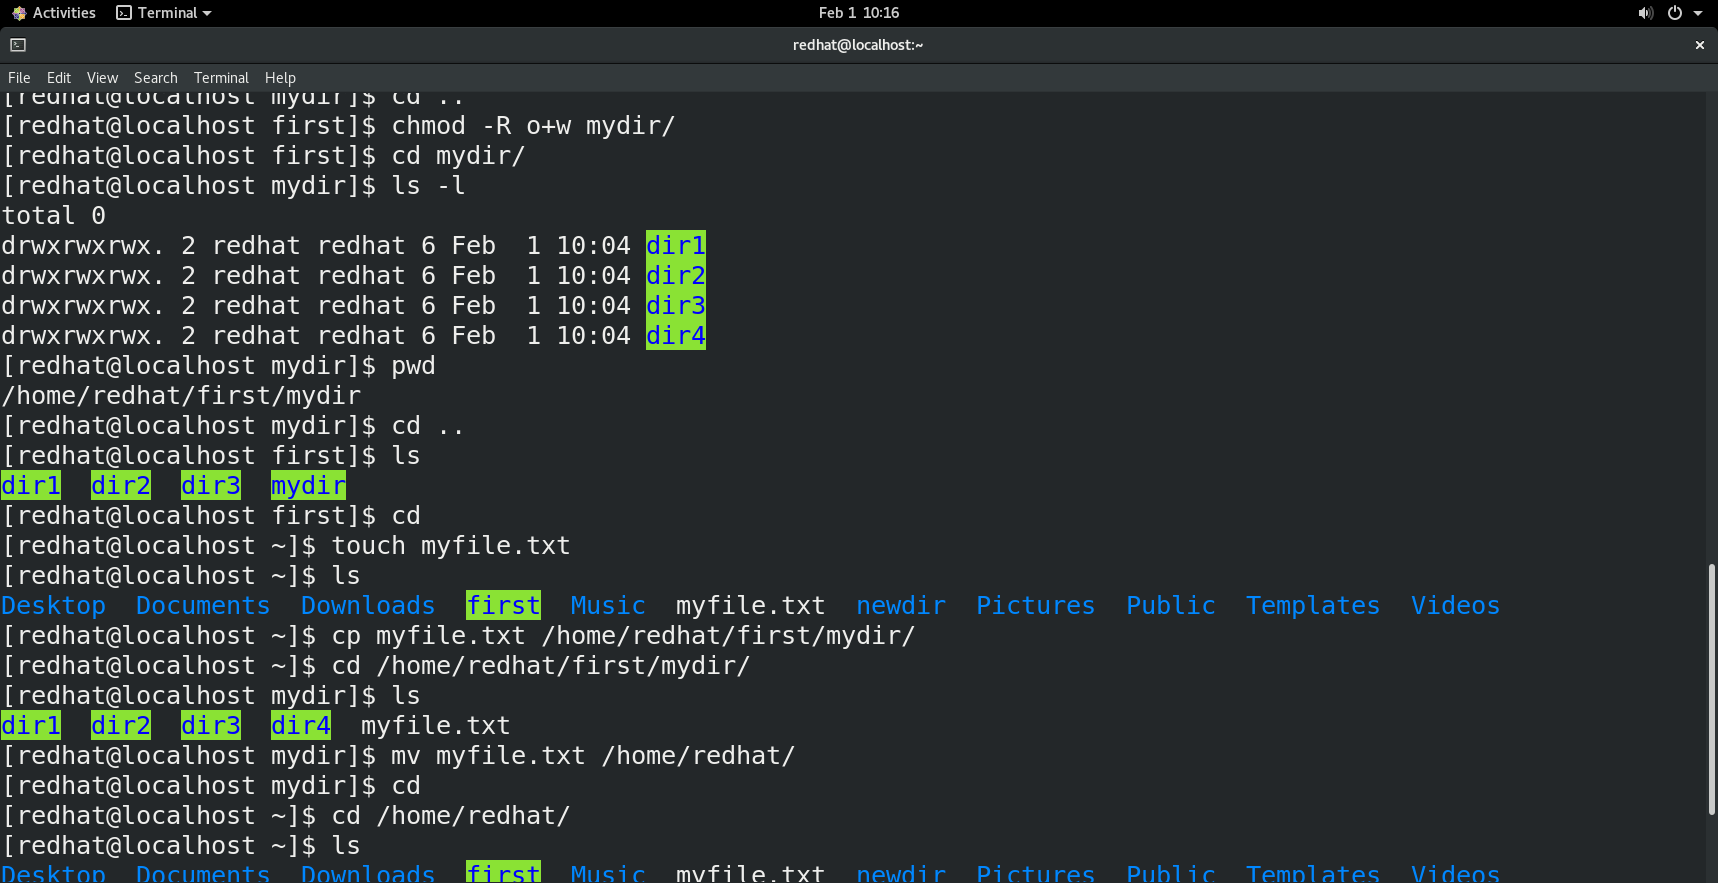 Activities Terminal Feb 1 10:16
redhat@localhost:~ ×
File Edit View Search Terminal Help
[redhat@localhost mydir]$ cd ..
[redhat@localhost first]$ chmod -R o+w mydir/
[redhat@localhost first]$ cd mydir/
[redhat@localhost mydir]$ ls -l
total 0
drwxrwxrwx. 2 redhat redhat 6 Feb  1 10:04 dir1
drwxrwxrwx. 2 redhat redhat 6 Feb  1 10:04 dir2
drwxrwxrwx. 2 redhat redhat 6 Feb  1 10:04 dir3
drwxrwxrwx. 2 redhat redhat 6 Feb  1 10:04 dir4
[redhat@localhost mydir]$ pwd
/home/redhat/first/mydir
[redhat@localhost mydir]$ cd ..
[redhat@localhost first]$ ls
dir1  dir2  dir3  mydir
[redhat@localhost first]$ cd
[redhat@localhost ~]$ touch myfile.txt
[redhat@localhost ~]$ ls
Desktop  Documents  Downloads  first  Music  myfile.txt  newdir  Pictures  Public  Templates  Videos
[redhat@localhost ~]$ cp myfile.txt /home/redhat/first/mydir/
[redhat@localhost ~]$ cd /home/redhat/first/mydir/
[redhat@localhost mydir]$ ls
dir1  dir2  dir3  dir4  myfile.txt
[redhat@localhost mydir]$ mv myfile.txt /home/redhat/
[redhat@localhost mydir]$ cd
[redhat@localhost ~]$ cd /home/redhat/
[redhat@localhost ~]$ ls
Desktop  Documents  Downloads  first  Music  myfile.txt  newdir  Pictures  Public  Templates  Videos